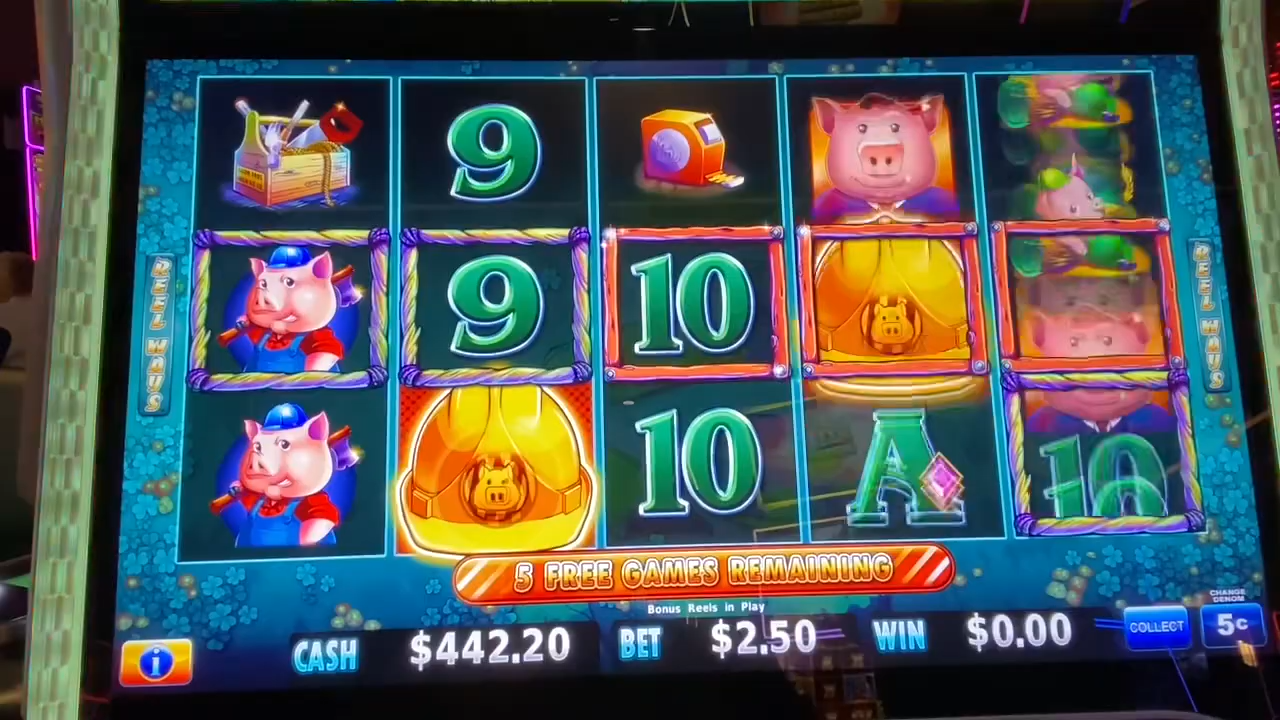 9
9
10
10
A
10
REEL WAYS
REEL WAYS
5 FREE GAMES REMAINING
Bonus Reels in Play
CASH $442.20 BET $2.50 WIN $0.00
COLLECT
CHANGE DENOM
5¢
i